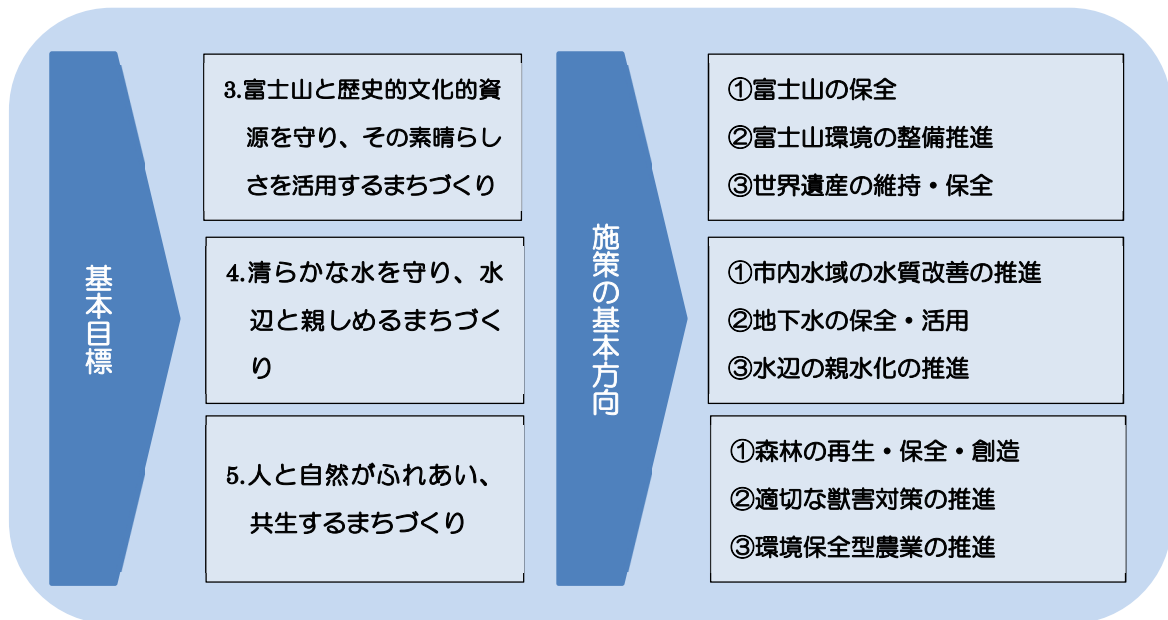 基本目標
3.富士山と歴史的文化的資
源を守り、その素晴らし
さを活用するまちづくり
4.清らかな水を守り、水
辺と親しめるまちづく
り
5.人と自然がふれあい、
共生するまちづくり
施策の基本方向
①富士山の保全
②富士山環境の整備推進
③世界遺産の維持・保全
①市内水域の水質改善の推進
②地下水の保全・活用
③水辺の親水化の推進
①森林の再生・保全・創造
②適切な獣害対策の推進
③環境保全型農業の推進